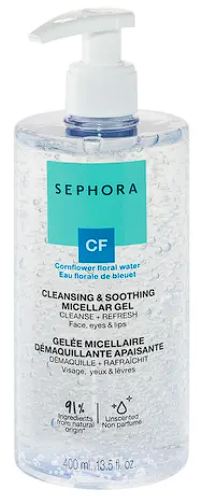 SEPHORA
CF
Cornflower floral water
Eau florale de bleuet
CLEANSING & SOOTHING
MICELLAR GEL
CLEANSE + REFRESH
Face, eyes & lips
GELÉE MICELLAIRE
DÉMAQUILLANTE APAISANTE
DÉMAQUILLE + RAFRAÎCHIT
Visage, yeux & lèvres
91% Ingredients from natural origin*
Unscented
Non parfumé
400 ml. 13.5 fl. oz